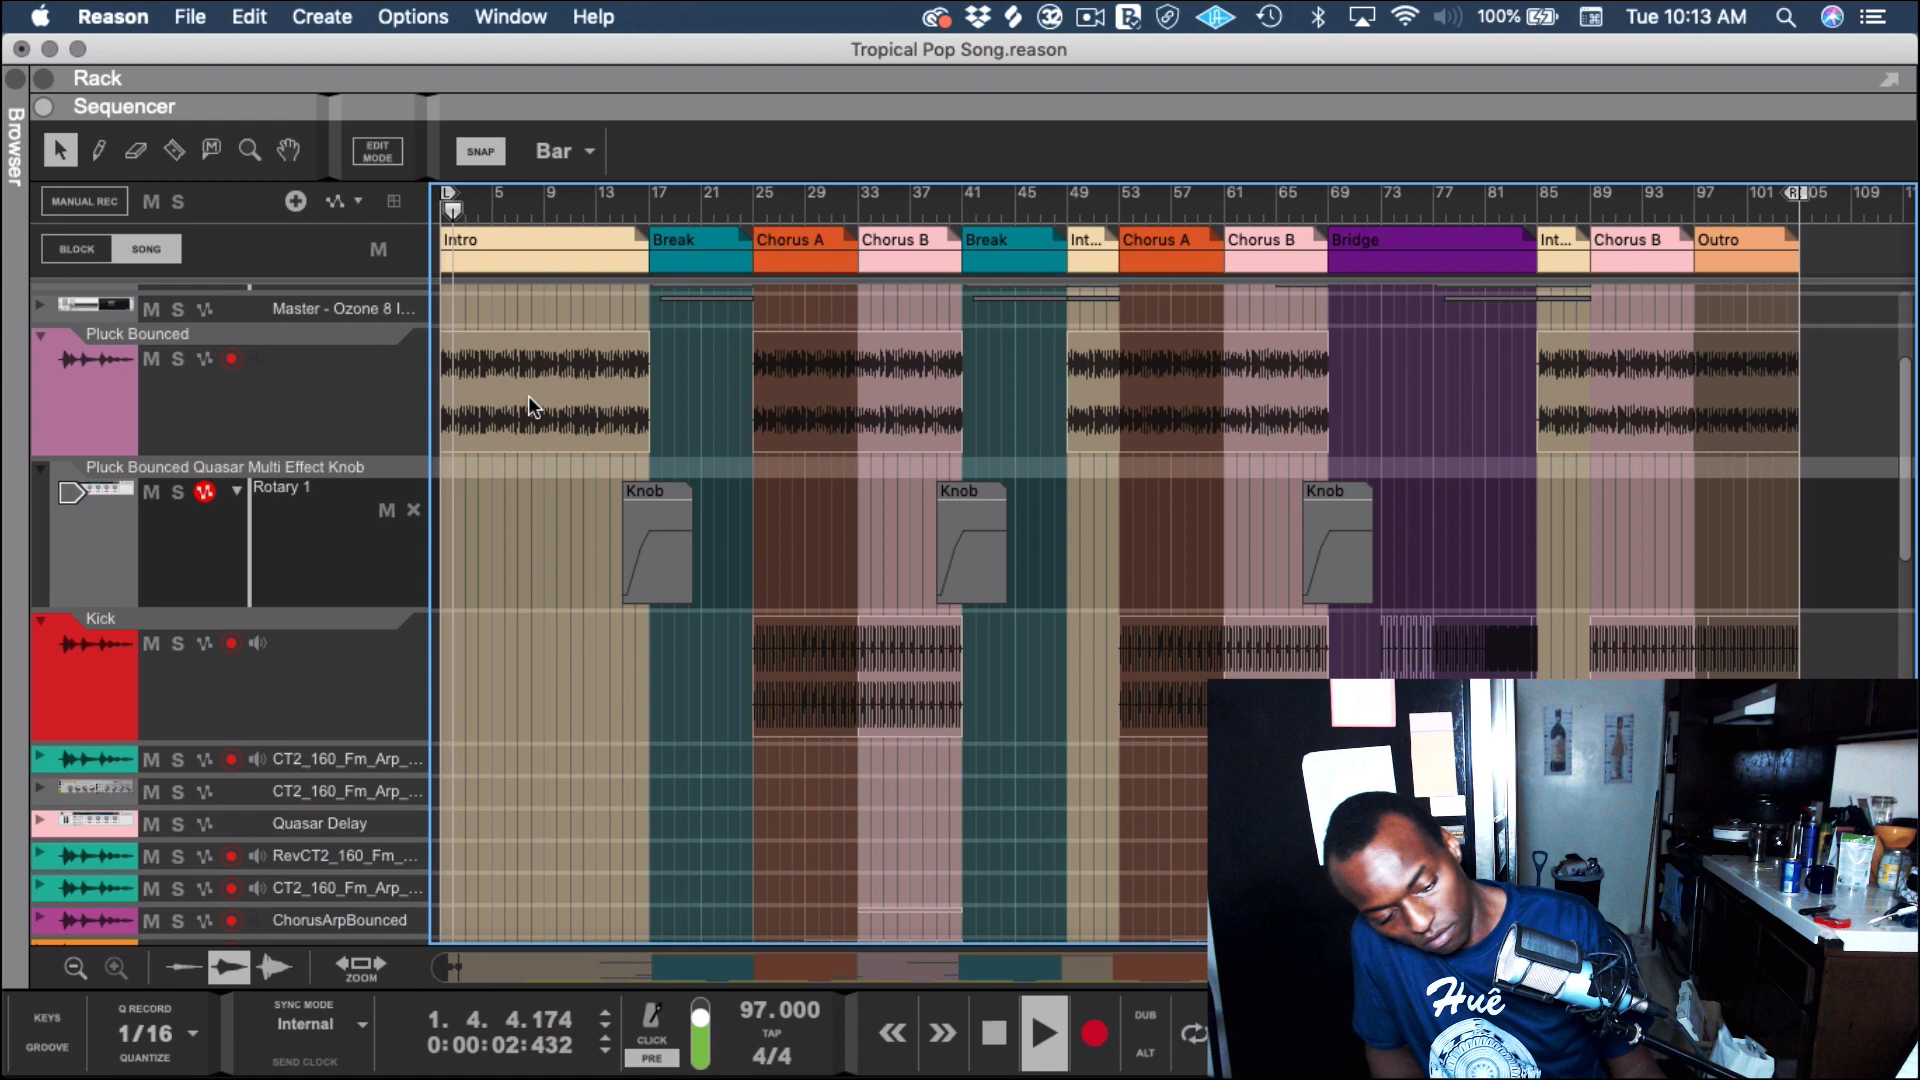 Reason File Edit Create Options Window Help 100% Tue 10:13 AM
Tropical Pop Song.reason
Rack
Sequencer
Browser
EDIT MODE SNAP Bar
MANUAL REC M S
5 9 13 17 21 25 29 33 37 41 45 49 53 57 61 65 69 73 77 81 85 89 93 97 101 105 109
BLOCK SONG M
Intro Break Chorus A Chorus B Break Int... Chorus A Chorus B Bridge Int... Chorus B Outro
M S Master - Ozone 8 I...
Pluck Bounced
M S
Pluck Bounced Quasar Multi Effect Knob
M S Rotary 1
M
Knob Knob Knob
Kick
M S
M S CT2_160_Fm_Arp_...
M S CT2_160_Fm_Arp_...
M S Quasar Delay
M S RevCT2_160_Fm_...
M S CT2_160_Fm_Arp_...
M S ChorusArpBounced
ZOOM
KEYS
GROOVE
Q RECORD
1/16
QUANTIZE
SYNC MODE
Internal
SEND CLOCK
1. 4. 4.174
0:00:02:432
CLICK
PRE
97.000
TAP
4/4
DUB
ALT
Huê